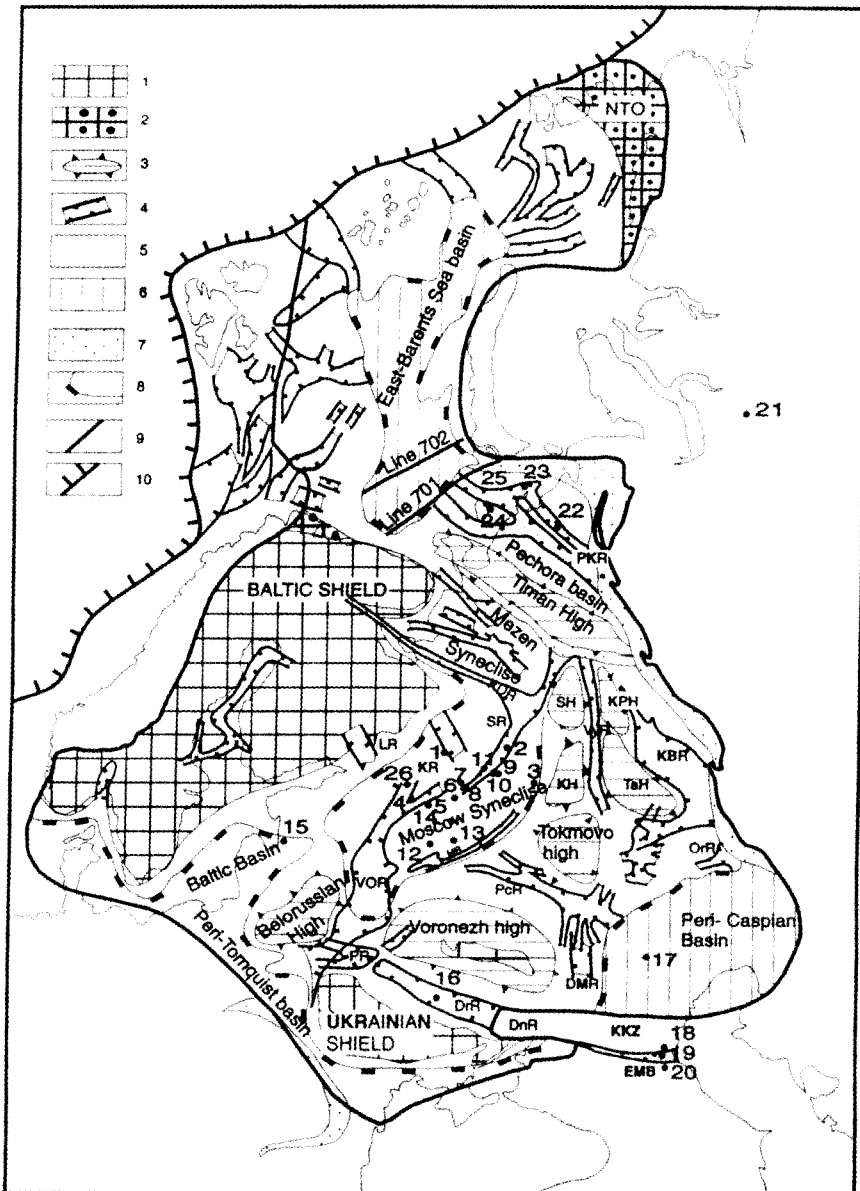 1
2
3
4
5
6
7
8
9
10
NTO
East-Barents Sea basin
21
Line 702
Line 701
25
23
24
22
PKR
Pechora basin
Timan High
BALTIC SHIELD
Mezen
Syneclise
KDR
SH
KPH
SR
LR
KBR
1
2
KR
11
9
3
26
6
10
KH
TaH
4
5
8
14
Moscow Syneclise
15
13
Tokmovo
high
12
MR
OrR
Baltic Basin
VOR
PcR
Belorussian
High
Voronezh high
Peri-Caspian
Basin
17
PR
DMR
16
Peri-Tornquist basin
DrR
UKRAINIAN
SHIELD
DnR
KKZ
18
19
EMB
20